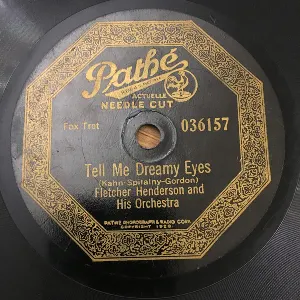 Pathé
ACTUELLE
NEEDLE CUT
Fox Trot
036157
Tell Me Dreamy Eyes
(Kahn-Spitalny-Gordon)
Fletcher Henderson and
His Orchestra
PATHE PHONOGRAPH & RADIO CORP.
COPYRIGHT